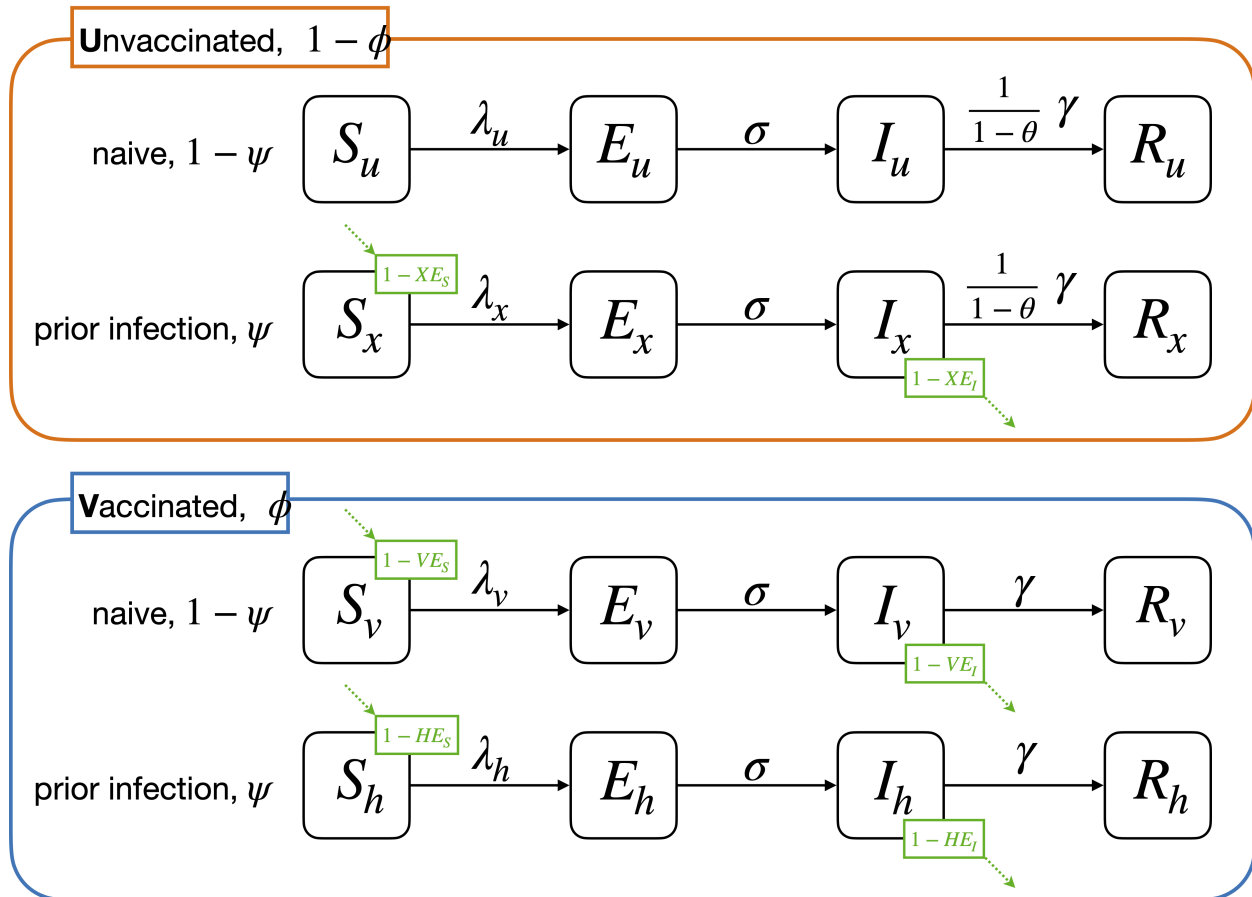 Unvaccinated, 1 − ϕ
naive, 1 − ψ
S_u
λ_u
E_u
σ
I_u
1/(1 − θ) γ
R_u
prior infection, ψ
1 − XE_S
S_x
λ_x
E_x
σ
I_x
1 − XE_I
1/(1 − θ) γ
R_x
Vaccinated, ϕ
naive, 1 − ψ
1 − VE_S
S_v
λ_v
E_v
σ
I_v
1 − VE_I
γ
R_v
prior infection, ψ
1 − HE_S
S_h
λ_h
E_h
σ
I_h
1 − HE_I
γ
R_h